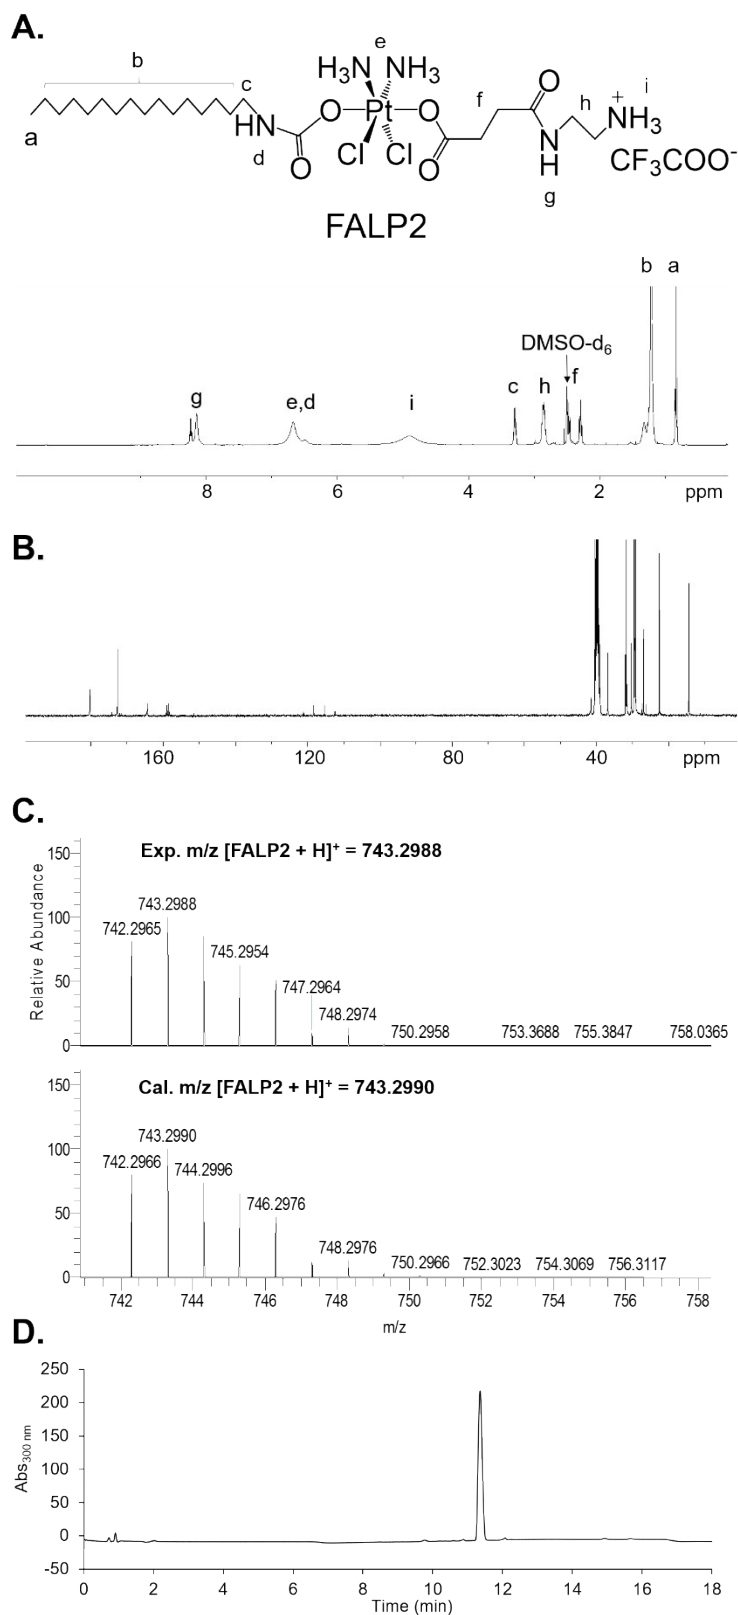 A.
b
e
H₃N NH₃
c
f
O
h
i
HN
O
Pt
O
+
NH₃
a
d
O
Cl
Cl
O
N
H
CF₃COO⁻
g
FALP2
b
a
DMSO-d₆
g
e,d
i
c
h
f
8
6
4
2
ppm
B.
160
120
80
40
ppm
C.
Exp. m/z [FALP2 + H]⁺ = 743.2988
Relative Abundance
150
100
50
0
743.2988
742.2965
745.2954
747.2964
748.2974
750.2958
753.3688
755.3847
758.0365
Cal. m/z [FALP2 + H]⁺ = 743.2990
150
100
50
0
743.2990
742.2966
744.2996
746.2976
748.2976
750.2966
752.3023
754.3069
756.3117
742
744
746
748
750
752
754
756
758
m/z
D.
Abs₃₀₀ ₙₘ
250
200
150
100
50
0
-50
0
2
4
6
8
10
12
14
16
18
Time (min)